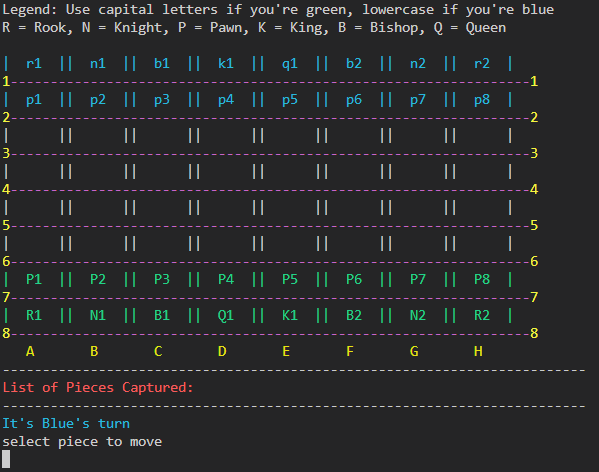 Legend: Use capital letters if you're green, lowercase if you're blue
R = Rook, N = Knight, P = Pawn, K = King, B = Bishop, Q = Queen
|  r1  ||  n1  ||  b1  ||  k1  ||  q1  ||  b2  ||  n2  ||  r2  |
1-----------------------------------------------------------------1
|  p1  ||  p2  ||  p3  ||  p4  ||  p5  ||  p6  ||  p7  ||  p8  |
2-----------------------------------------------------------------2
|      ||      ||      ||      ||      ||      ||      ||      |
3-----------------------------------------------------------------3
|      ||      ||      ||      ||      ||      ||      ||      |
4-----------------------------------------------------------------4
|      ||      ||      ||      ||      ||      ||      ||      |
5-----------------------------------------------------------------5
|      ||      ||      ||      ||      ||      ||      ||      |
6-----------------------------------------------------------------6
|  P1  ||  P2  ||  P3  ||  P4  ||  P5  ||  P6  ||  P7  ||  P8  |
7-----------------------------------------------------------------7
|  R1  ||  N1  ||  B1  ||  Q1  ||  K1  ||  B2  ||  N2  ||  R2  |
8-----------------------------------------------------------------8
   A       B       C       D       E       F       G       H
-------------------------------------------------------------------------
List of Pieces Captured:
-------------------------------------------------------------------------
It's Blue's turn
select piece to move